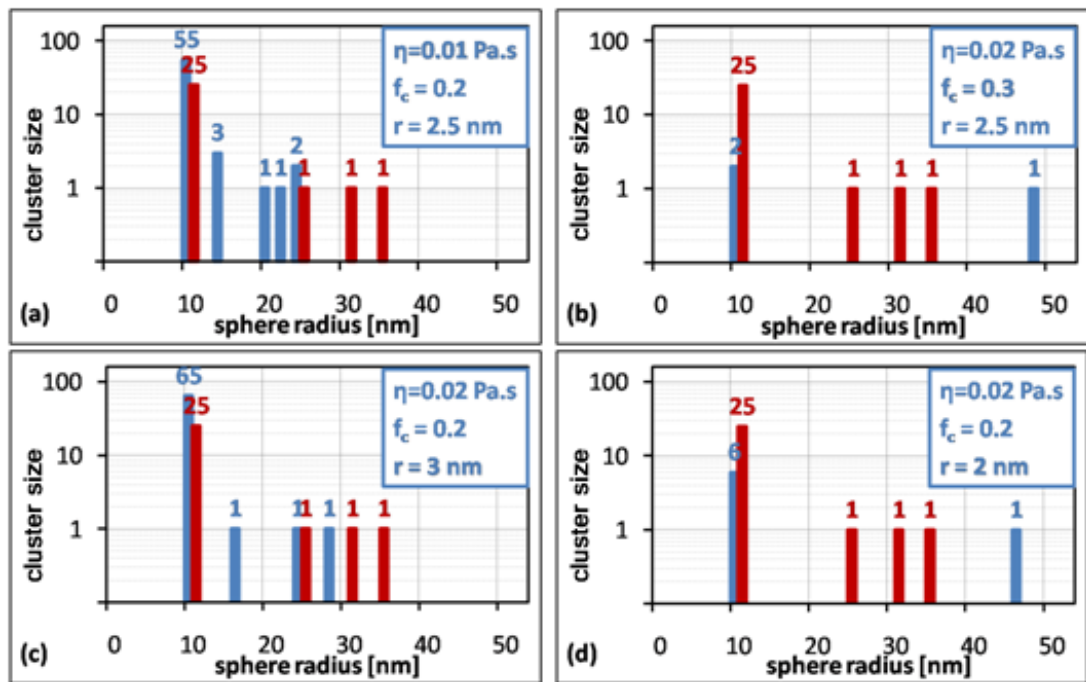 100
10
1
cluster size
55
25
3
1 1
2
1
1
1
η=0.01 Pa.s
f_c = 0.2
r = 2.5 nm
0 10 20 30 40 50
(a)
sphere radius [nm]
100
10
1
cluster size
25
2
1
1
1
1
η=0.02 Pa.s
f_c = 0.3
r = 2.5 nm
0 10 20 30 40 50
(b)
sphere radius [nm]
100
10
1
cluster size
65
25
1
1
1
1
1
1
η=0.02 Pa.s
f_c = 0.2
r = 3 nm
0 10 20 30 40 50
(c)
sphere radius [nm]
100
10
1
cluster size
25
6
1
1
1
1
η=0.02 Pa.s
f_c = 0.2
r = 2 nm
0 10 20 30 40 50
(d)
sphere radius [nm]